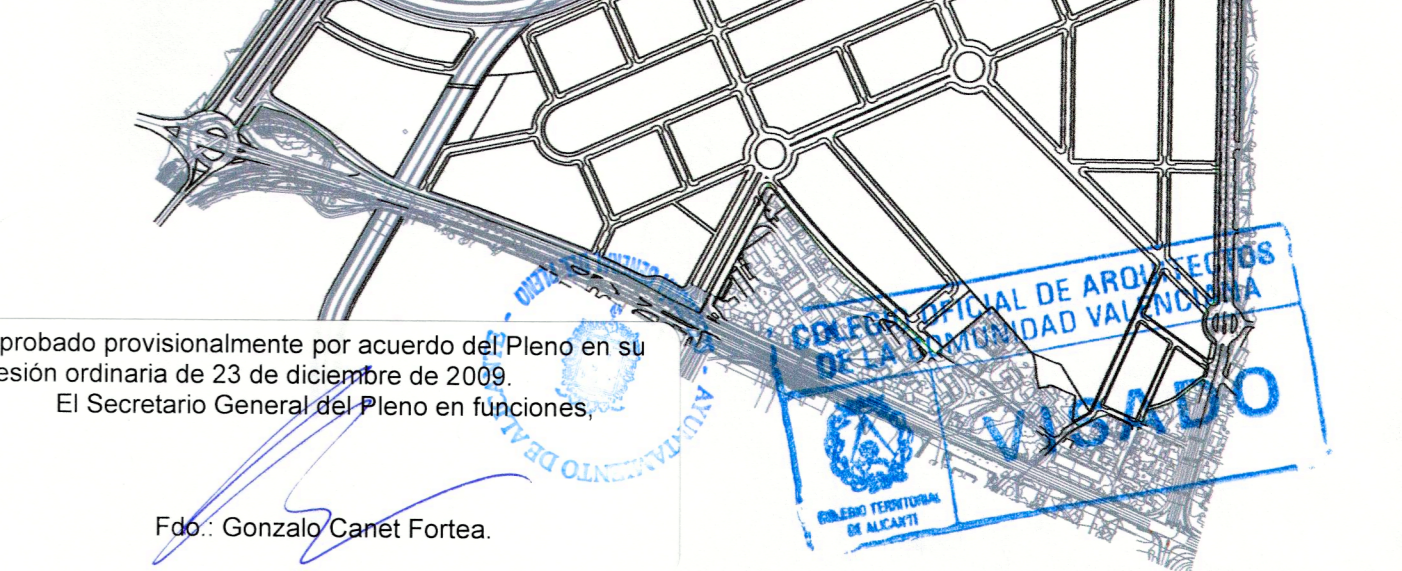 probado provisionalmente por acuerdo del Pleno en su
esión ordinaria de 23 de diciembre de 2009.
El Secretario General del Pleno en funciones,
Fdo.: Gonzalo Canet Fortea.
AYUNTAMIENTO DE
COLEGIO OFICIAL DE ARQUITECTOS
DE LA COMUNIDAD VALENCIANA
VISADO
COLEGIO TERRITORIAL
DE ALICANTE